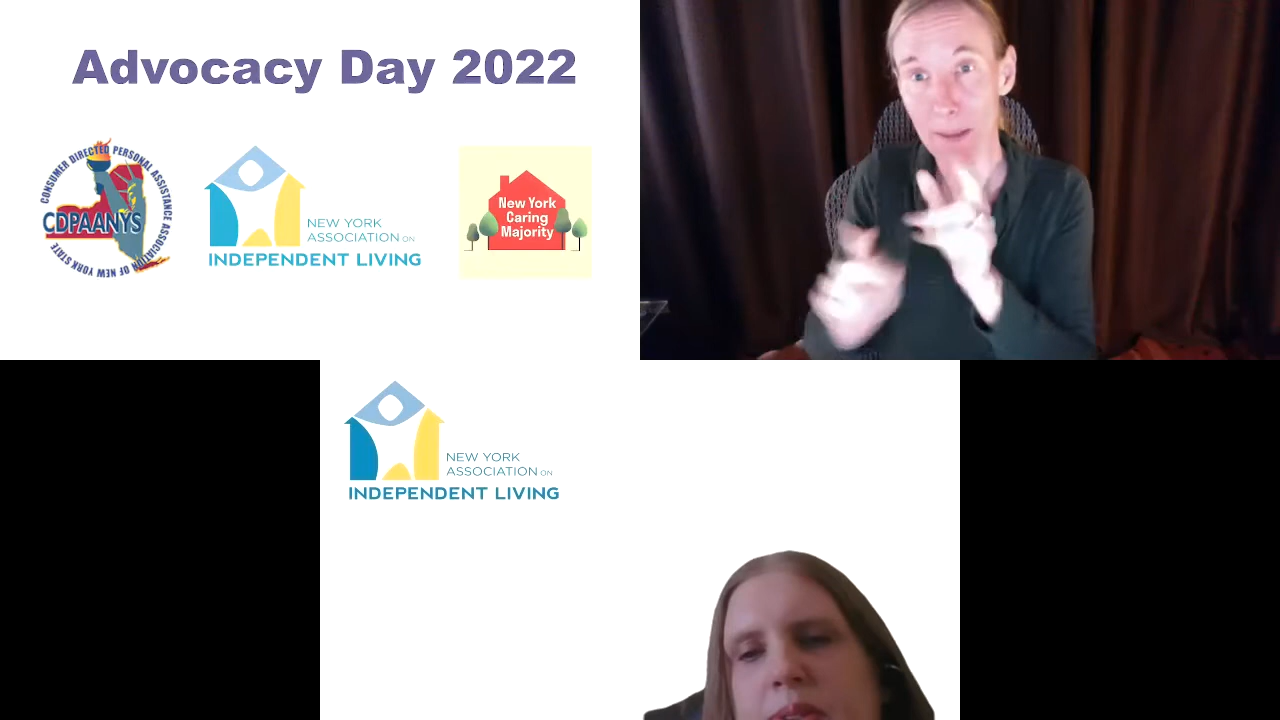 Advocacy Day 2022
CONSUMER DIRECTED PERSONAL ASSISTANCE ASSOCIATION OF NEW YORK STATE
CDPAANYS
NEW YORK
ASSOCIATION ON
INDEPENDENT LIVING
New York
Caring
Majority
NEW YORK
ASSOCIATION ON
INDEPENDENT LIVING